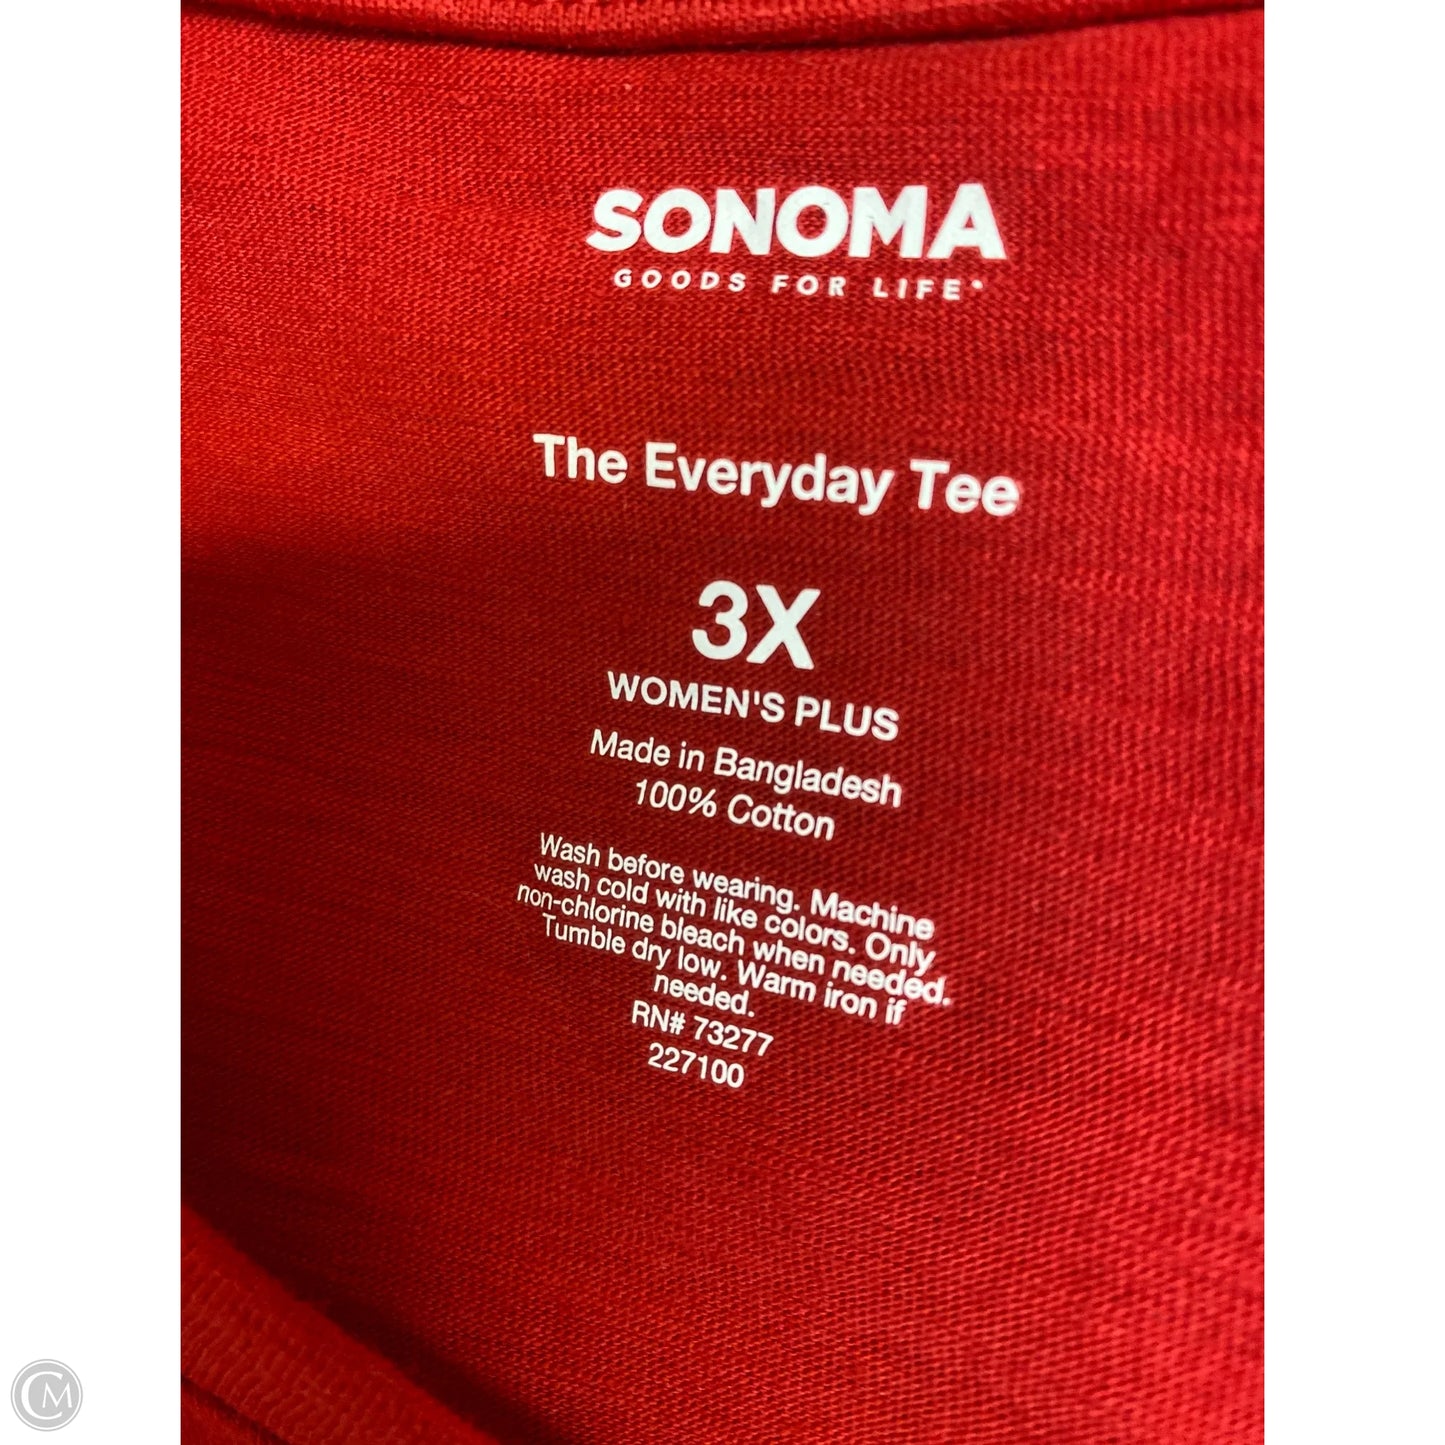 SONOMA
GOODS FOR LIFE
The Everyday Tee
3X
WOMEN'S PLUS
Made in Bangladesh
100% Cotton
Wash before wearing. Machine
wash cold with like colors. Only
non-chlorine bleach when needed.
Tumble dry low. Warm iron if
needed.
RN# 73277
227100
CM